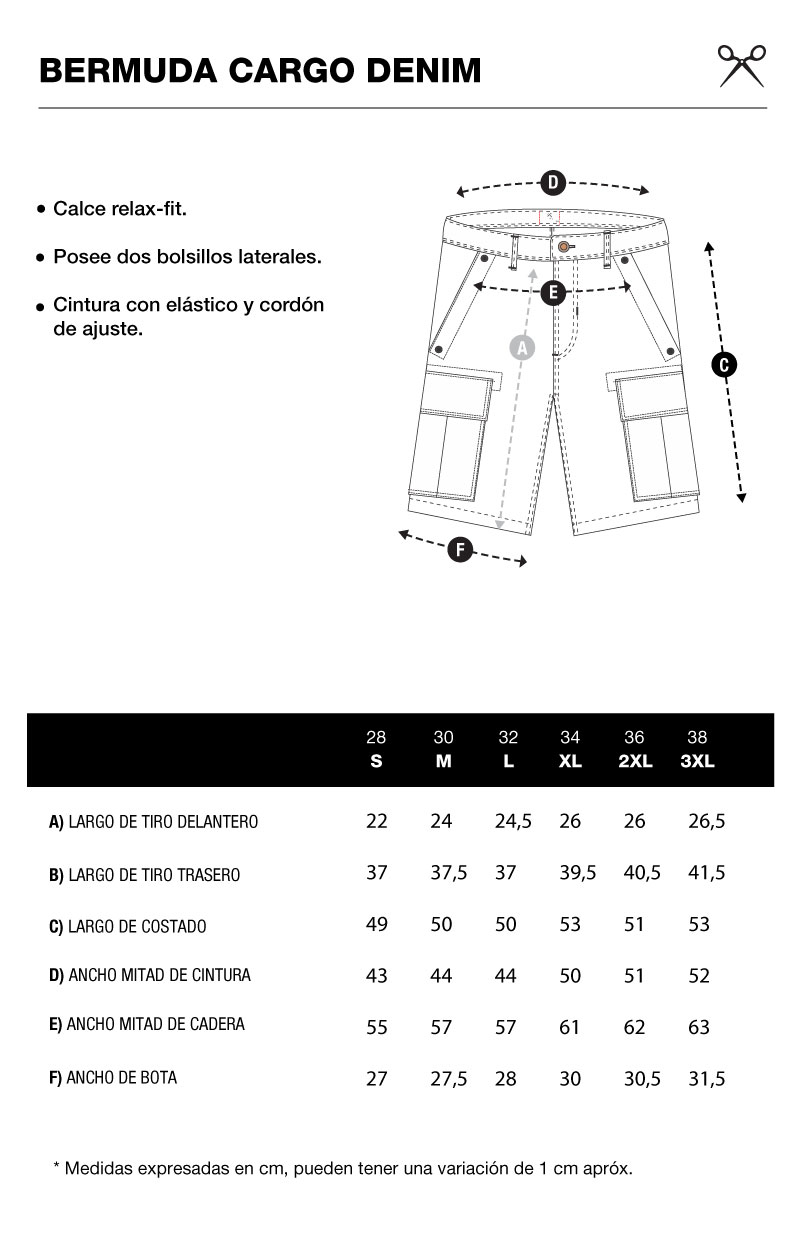 BERMUDA CARGO DENIM
• Calce relax-fit.
• Posee dos bolsillos laterales.
• Cintura con elástico y cordón
de ajuste.
D
E
A
C
F
28 30 32 34 36 38
S M L XL 2XL 3XL
A) LARGO DE TIRO DELANTERO 22 24 24,5 26 26 26,5
B) LARGO DE TIRO TRASERO 37 37,5 37 39,5 40,5 41,5
C) LARGO DE COSTADO 49 50 50 53 51 53
D) ANCHO MITAD DE CINTURA 43 44 44 50 51 52
E) ANCHO MITAD DE CADERA 55 57 57 61 62 63
F) ANCHO DE BOTA 27 27,5 28 30 30,5 31,5
* Medidas expresadas en cm, pueden tener una variación de 1 cm apróx.